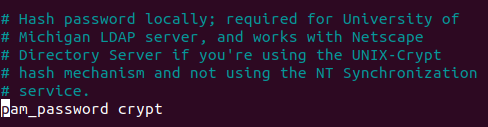 # Hash password locally; required for University of
# Michigan LDAP server, and works with Netscape
# Directory Server if you're using the UNIX-Crypt
# hash mechanism and not using the NT Synchronization
# service.
pam_password crypt